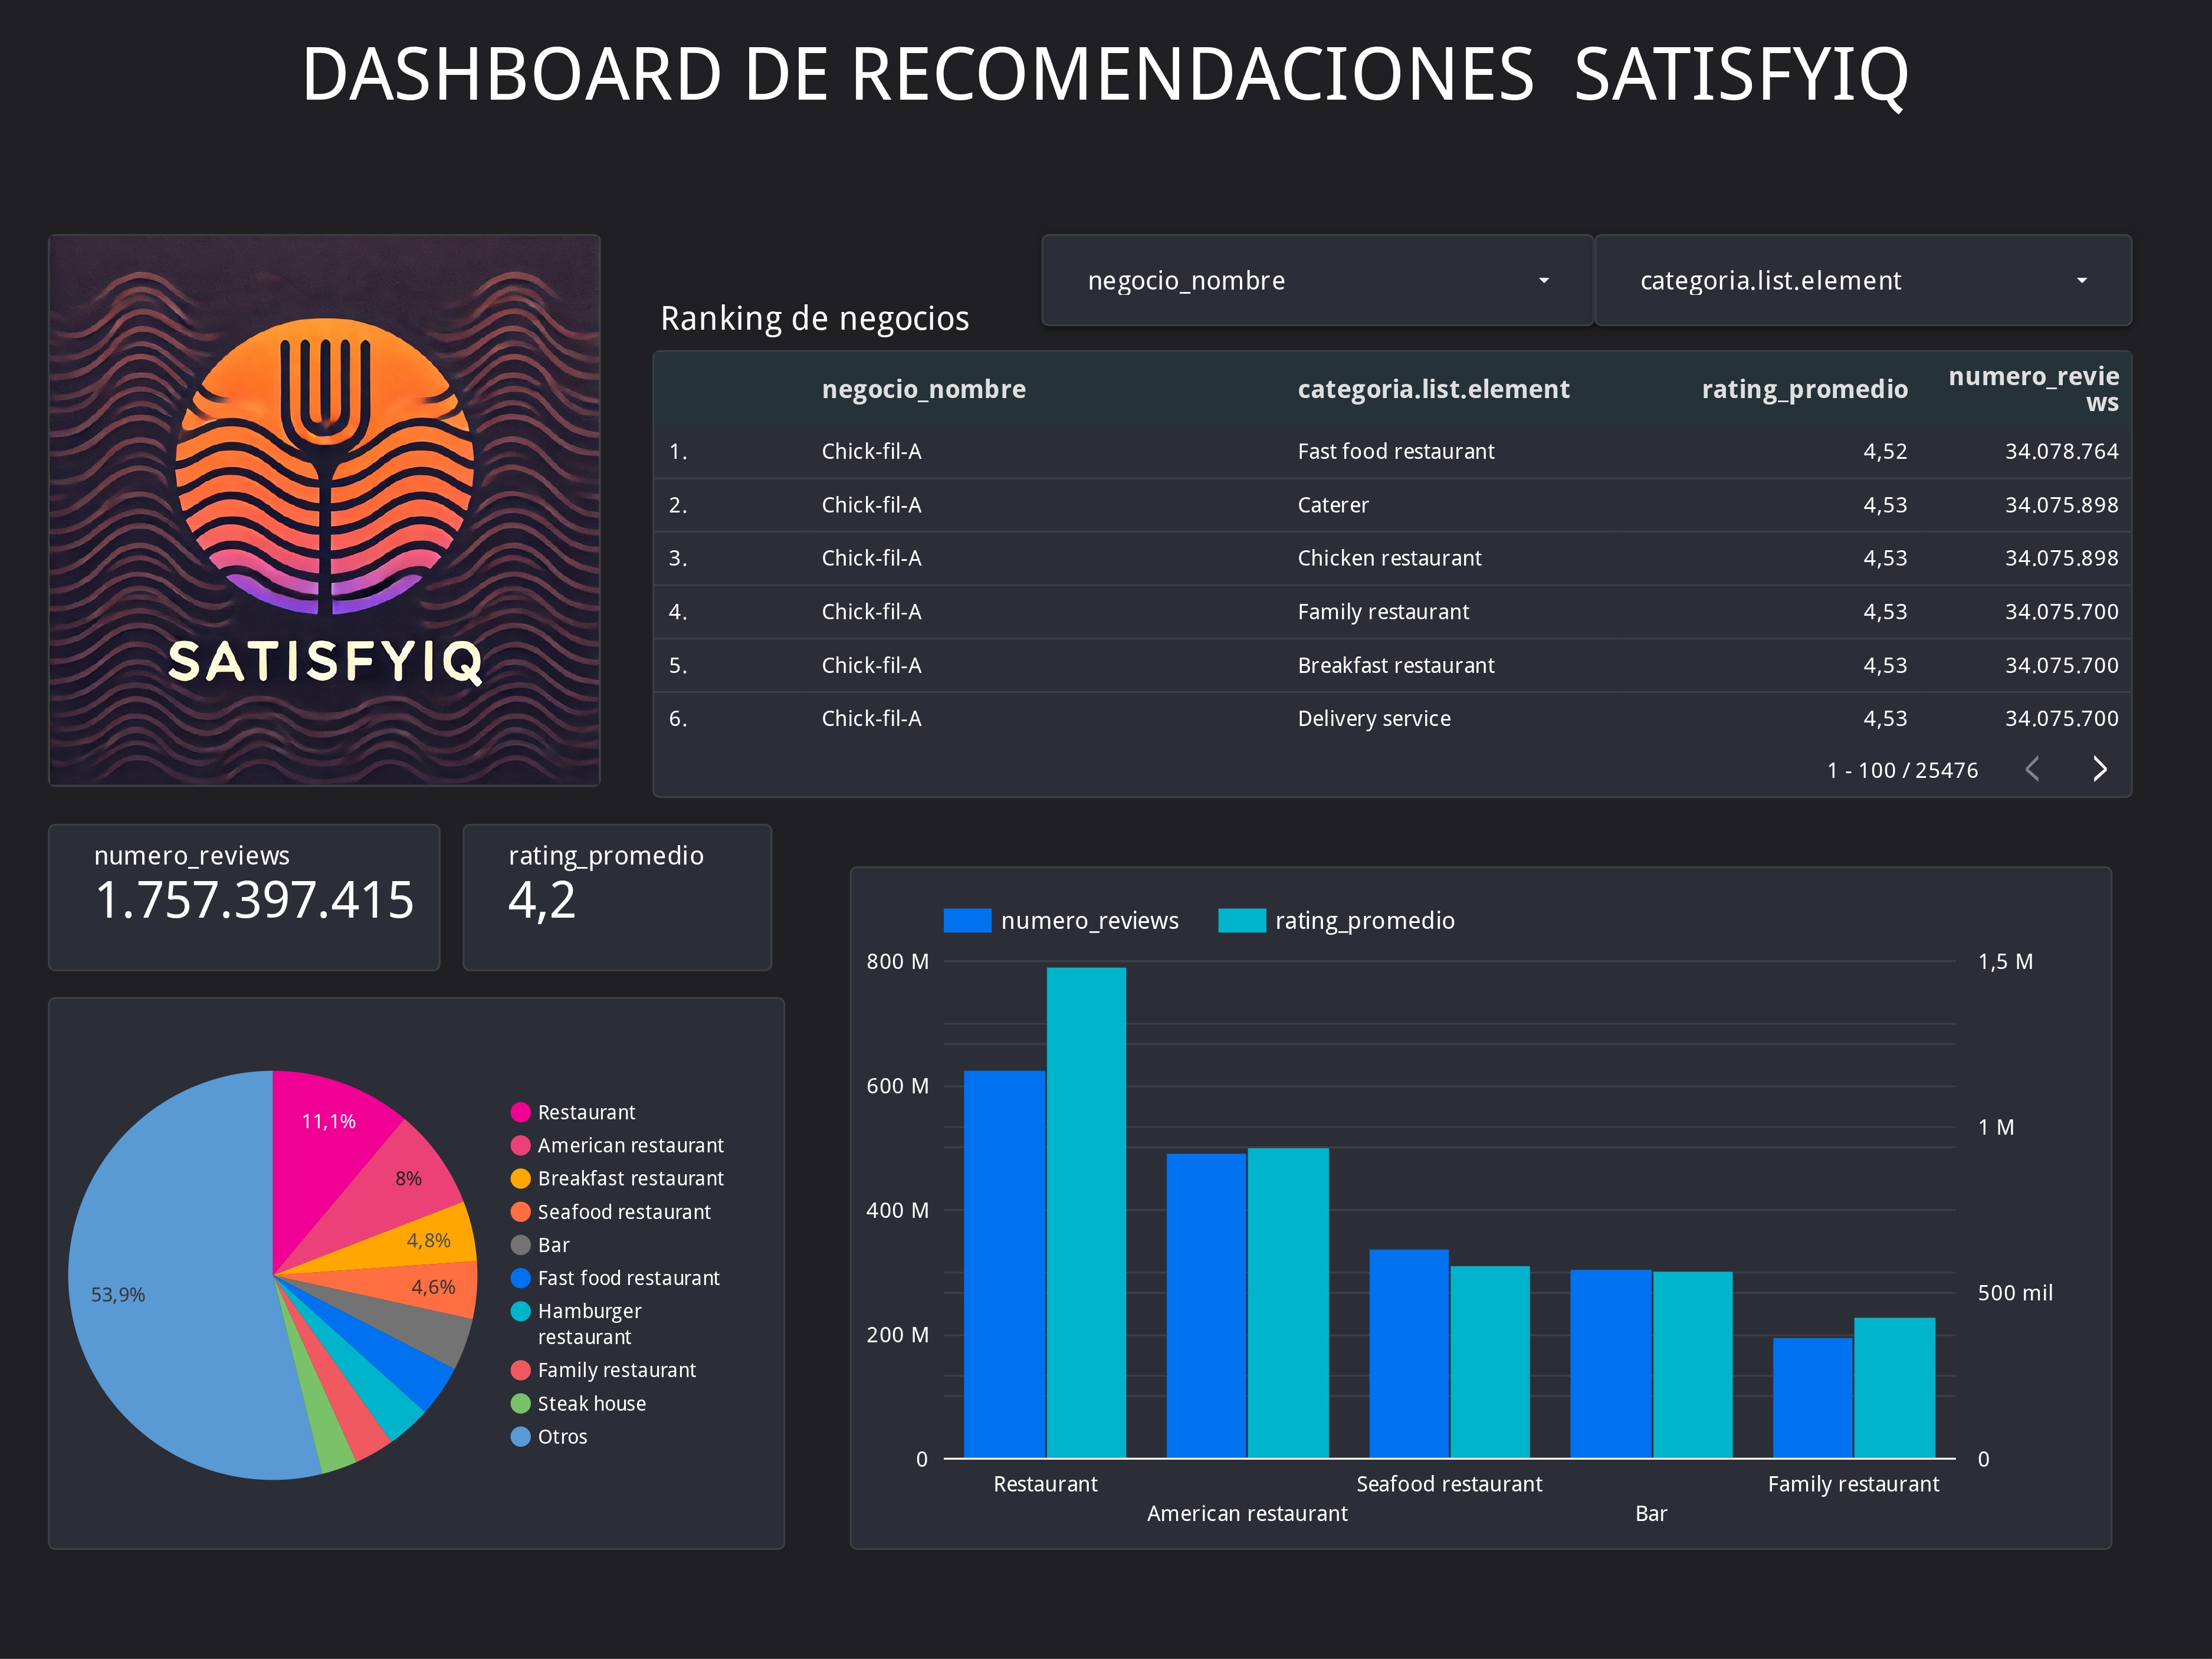 DASHBOARD DE RECOMENDACIONES SATISFYIQ
SATISFYIQ
negocio_nombre
categoria.list.element
Ranking de negocios
negocio_nombre categoria.list.element rating_promedio numero_revie
ws
1. Chick-fil-A Fast food restaurant 4,52 34.078.764
2. Chick-fil-A Caterer 4,53 34.075.898
3. Chick-fil-A Chicken restaurant 4,53 34.075.898
4. Chick-fil-A Family restaurant 4,53 34.075.700
5. Chick-fil-A Breakfast restaurant 4,53 34.075.700
6. Chick-fil-A Delivery service 4,53 34.075.700
1 - 100 / 25476
numero_reviews
1.757.397.415
rating_promedio
4,2
11,1%
8%
4,8%
4,6%
53,9%
Restaurant
American restaurant
Breakfast restaurant
Seafood restaurant
Bar
Fast food restaurant
Hamburger
restaurant
Family restaurant
Steak house
Otros
numero_reviews rating_promedio
800 M
600 M
400 M
200 M
0
1,5 M
1 M
500 mil
0
Restaurant
American restaurant
Seafood restaurant
Bar
Family restaurant